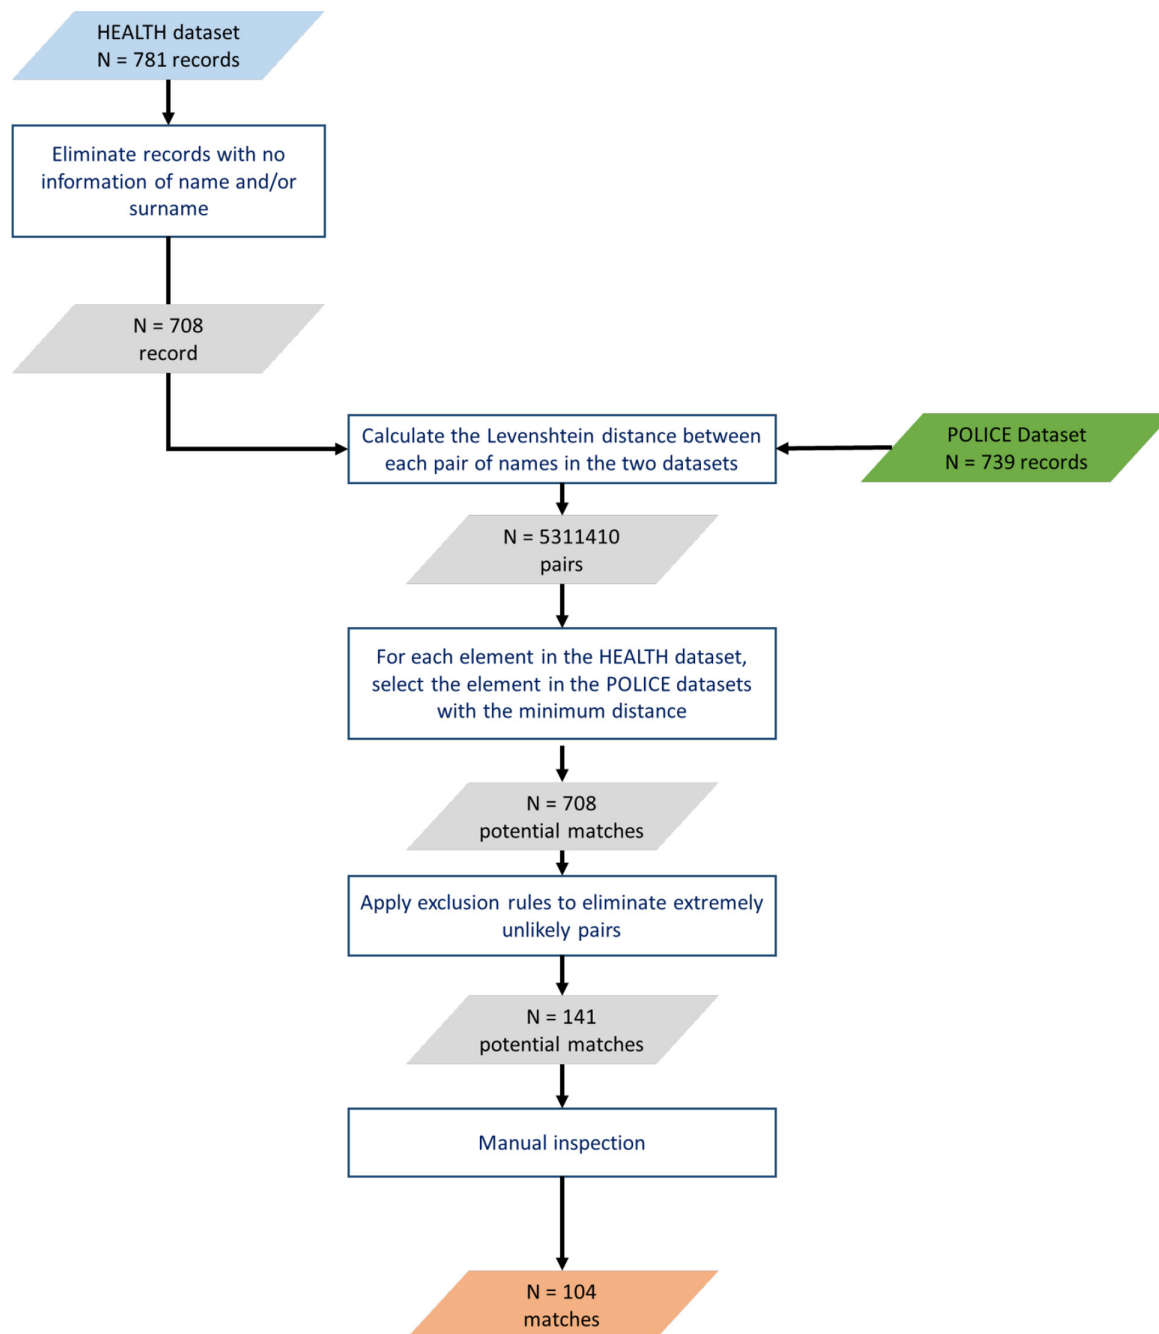 HEALTH dataset
N = 781 records
Eliminate records with no
information of name and/or
surname
N = 708
record
Calculate the Levenshtein distance between
each pair of names in the two datasets
POLICE Dataset
N = 739 records
N = 5311410
pairs
For each element in the HEALTH dataset,
select the element in the POLICE datasets
with the minimum distance
N = 708
potential matches
Apply exclusion rules to eliminate extremely
unlikely pairs
N = 141
potential matches
Manual inspection
N = 104
matches